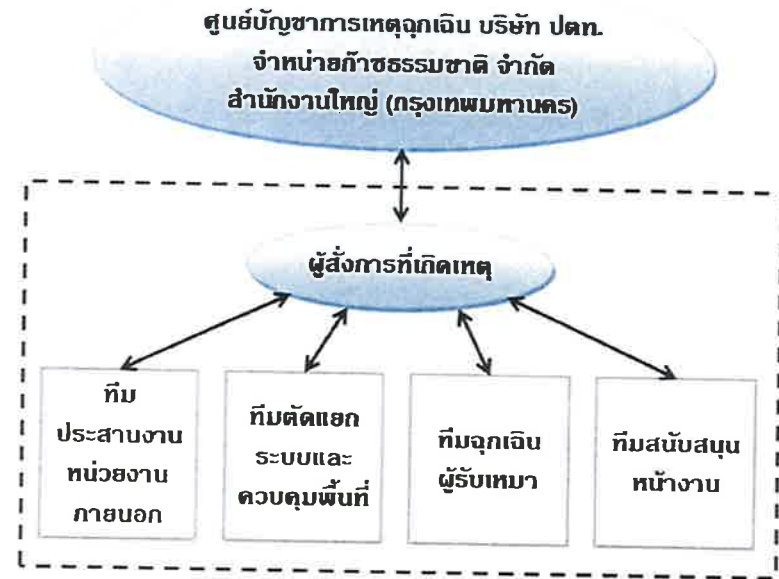 ศูนย์บัญชาการเหตุฉุกเฉิน บริษัท ปตท.
จำหน่ายก๊าซธรรมชาติ จำกัด
สำนักงานใหญ่ (กรุงเทพมหานคร)
ผู้สั่งการที่เกิดเหตุ
ทีม
ประสานงาน
หน่วยงาน
ภายนอก
ทีมตัดแยก
ระบบและ
ควบคุมพื้นที่
ทีมฉุกเฉิน
ผู้รับเหมา
ทีมสนับสนุน
หน้างาน